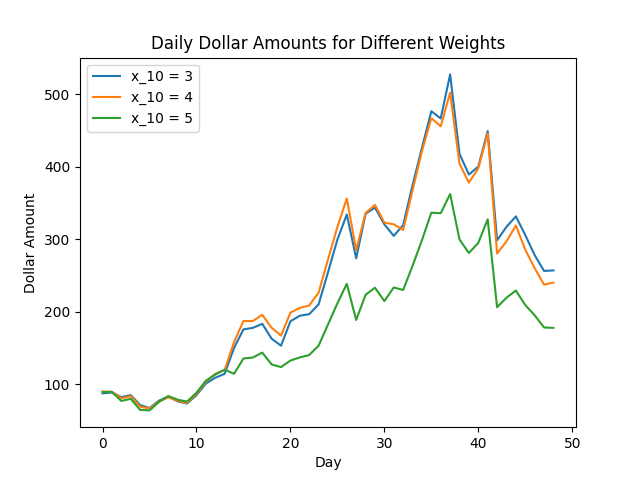 Daily Dollar Amounts for Different Weights
x_10 = 3
x_10 = 4
x_10 = 5
Dollar Amount
500
400
300
200
100
0
10
20
30
40
50
Day